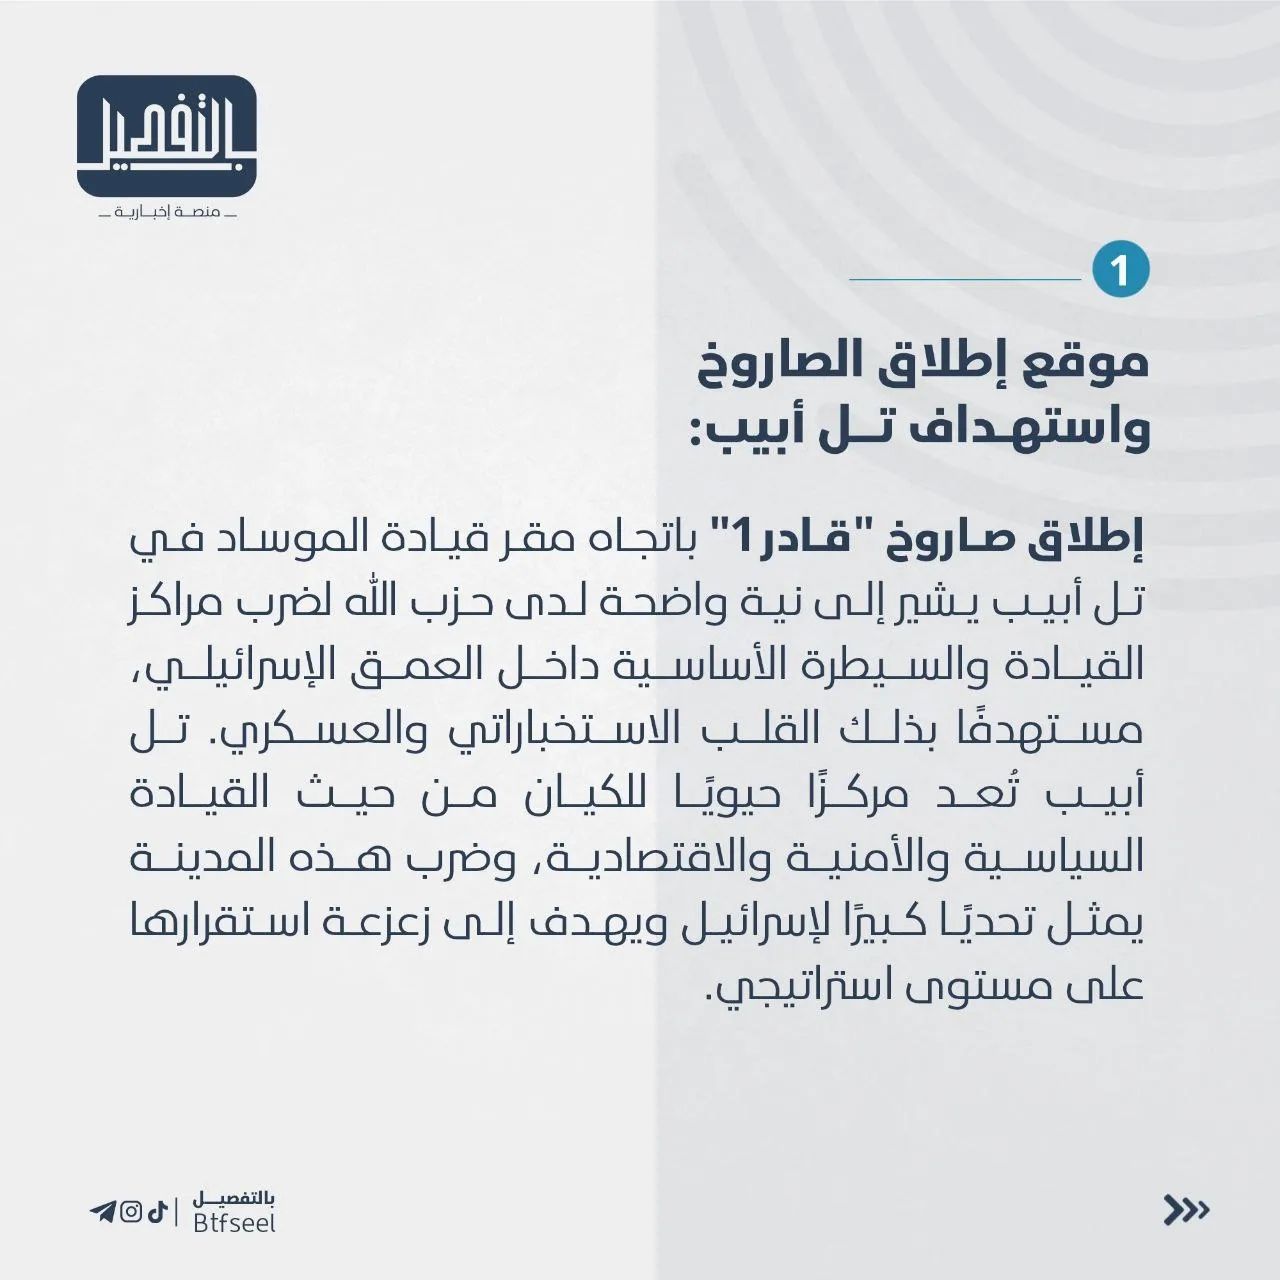 بالتفصيل
منصة إخبارية
1
موقع إطلاق الصاروخ
واستهداف تل أبيب:
إطلاق صاروخ "قادر 1" باتجاه مقر قيادة الموساد في
تل أبيب يشير إلى نية واضحة لدى حزب الله لضرب مراكز
القيادة والسيطرة الأساسية داخل العمق الإسرائيلي،
مستهدفًا بذلك القلب الاستخباراتي والعسكري. تل
أبيب تُعد مركزًا حيويًا للكيان من حيث القيادة
السياسية والأمنية والاقتصادية، وضرب هذه المدينة
يمثل تحديًا كبيرًا لإسرائيل ويهدف إلى زعزعة استقرارها
على مستوى استراتيجي.
بالتفصيل
Btfseel